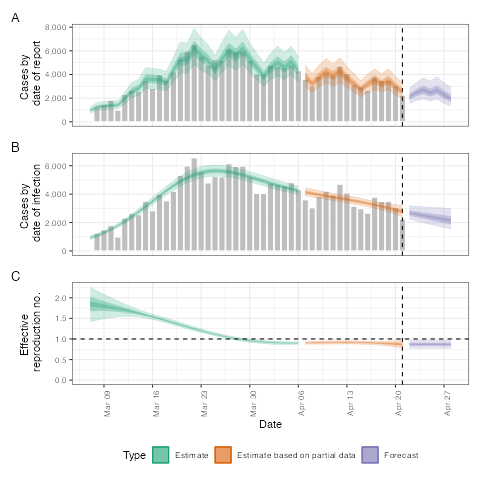 A
Cases by
date of report
8,000
6,000
4,000
2,000
0
B
Cases by
date of infection
6,000
4,000
2,000
0
C
Effective
reproduction no.
2.0
1.5
1.0
0.5
0.0
Mar 09
Mar 16
Mar 23
Mar 30
Apr 06
Apr 13
Apr 20
Apr 27
Date
Type
Estimate
Estimate based on partial data
Forecast